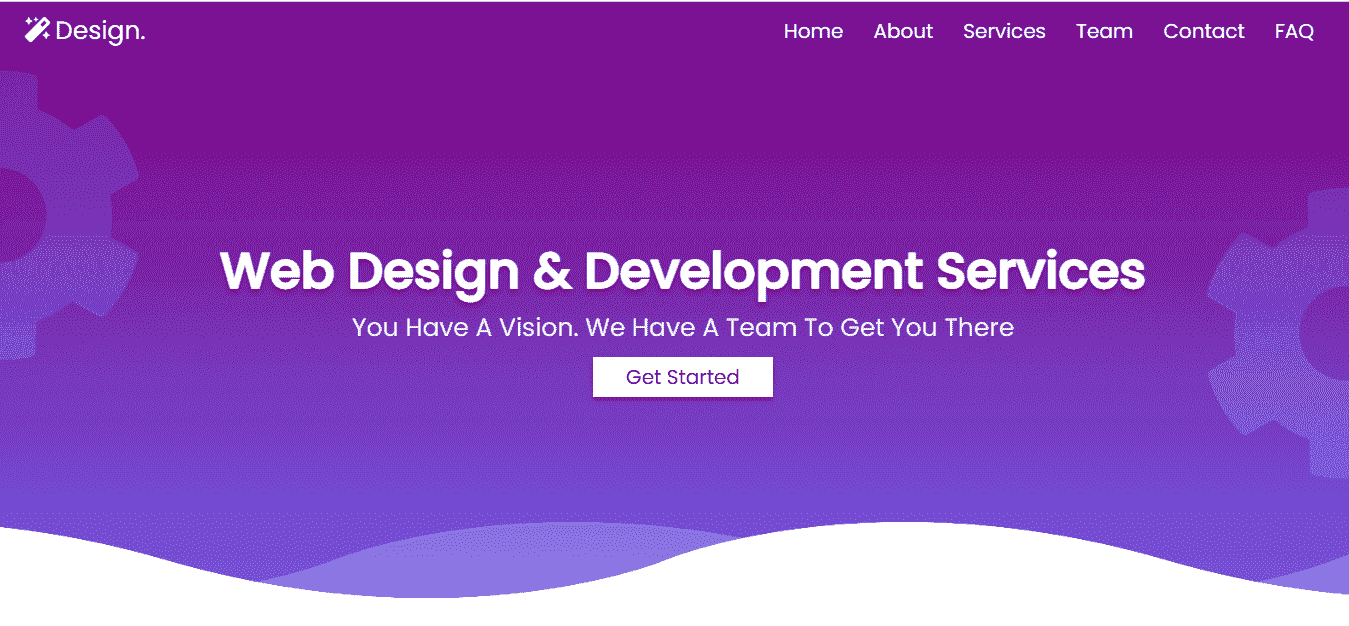 Design.
Home About Services Team Contact FAQ
Web Design & Development Services
You Have A Vision. We Have A Team To Get You There
Get Started